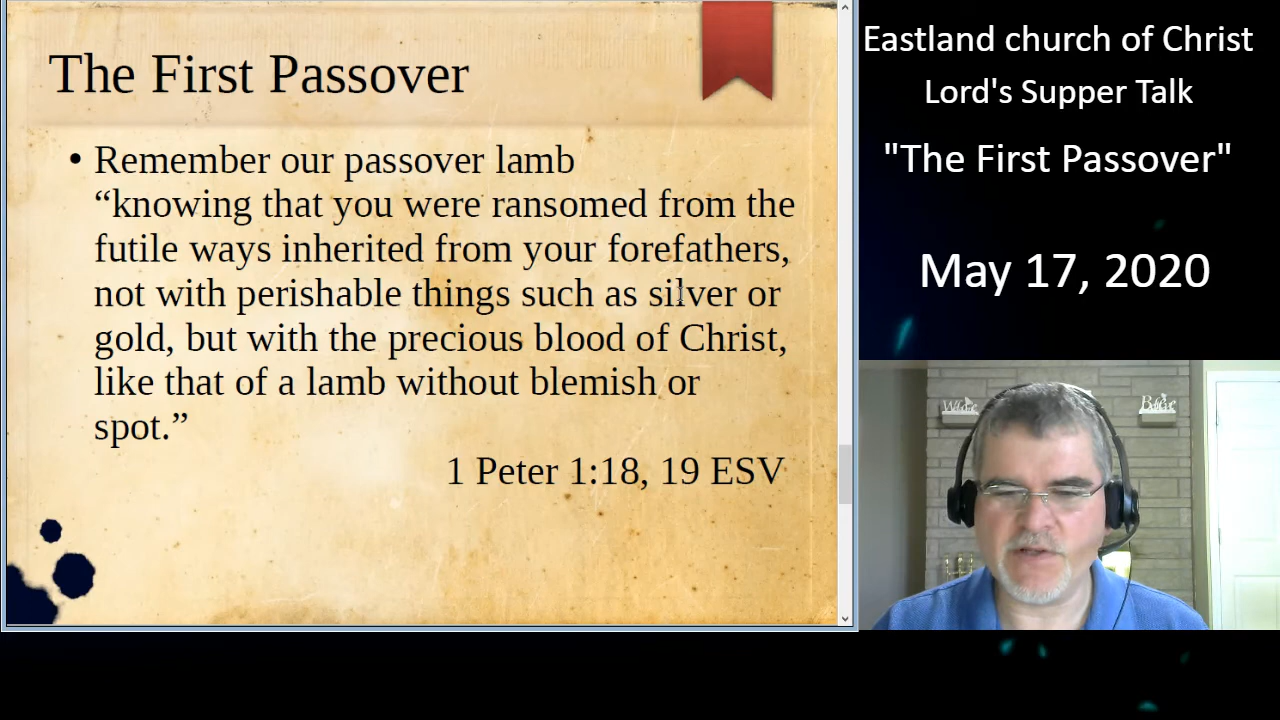 The First Passover
• Remember our passover lamb
“knowing that you were ransomed from the
futile ways inherited from your forefathers,
not with perishable things such as silver or
gold, but with the precious blood of Christ,
like that of a lamb without blemish or
spot.”
1 Peter 1:18, 19 ESV
Eastland church of Christ
Lord's Supper Talk
"The First Passover"
May 17, 2020
Believe